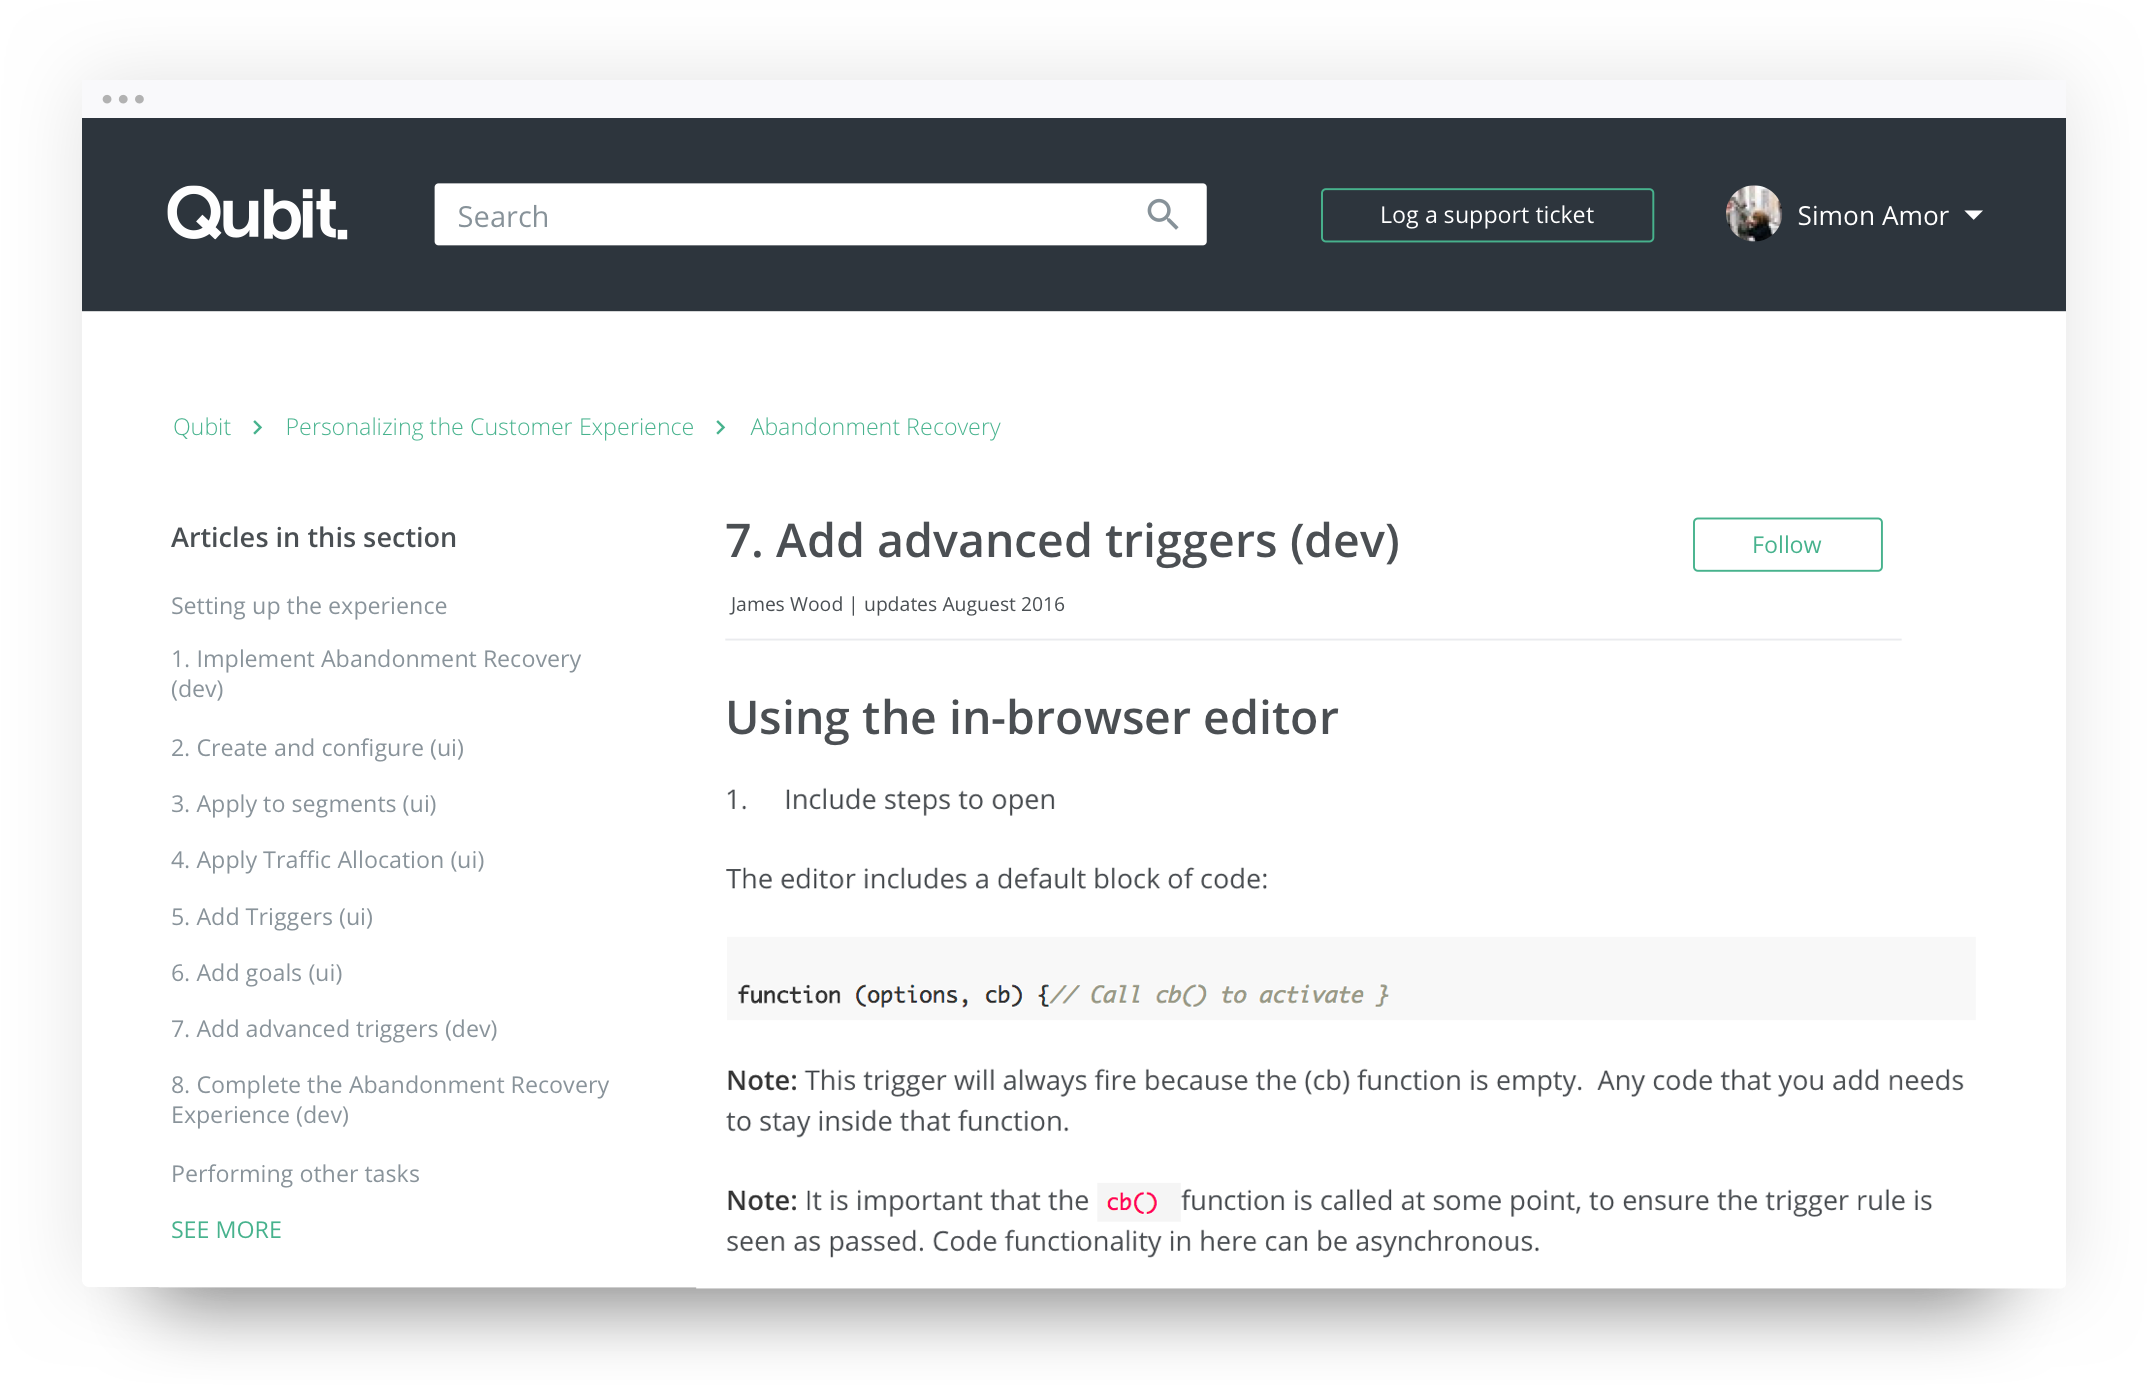 Qubit.
Search
Log a support ticket
Simon Amor
Qubit > Personalizing the Customer Experience > Abandonment Recovery
Articles in this section
Setting up the experience
1. Implement Abandonment Recovery
(dev)
2. Create and configure (ui)
3. Apply to segments (ui)
4. Apply Traffic Allocation (ui)
5. Add Triggers (ui)
6. Add goals (ui)
7. Add advanced triggers (dev)
8. Complete the Abandonment Recovery
Experience (dev)
Performing other tasks
SEE MORE
7. Add advanced triggers (dev)
Follow
James Wood | updates Auguest 2016
Using the in-browser editor
1. Include steps to open
The editor includes a default block of code:
function (options, cb) {// Call cb() to activate }
Note: This trigger will always fire because the (cb) function is empty.  Any code that you add needs
to stay inside that function.
Note: It is important that the cb() function is called at some point, to ensure the trigger rule is
seen as passed. Code functionality in here can be asynchronous.